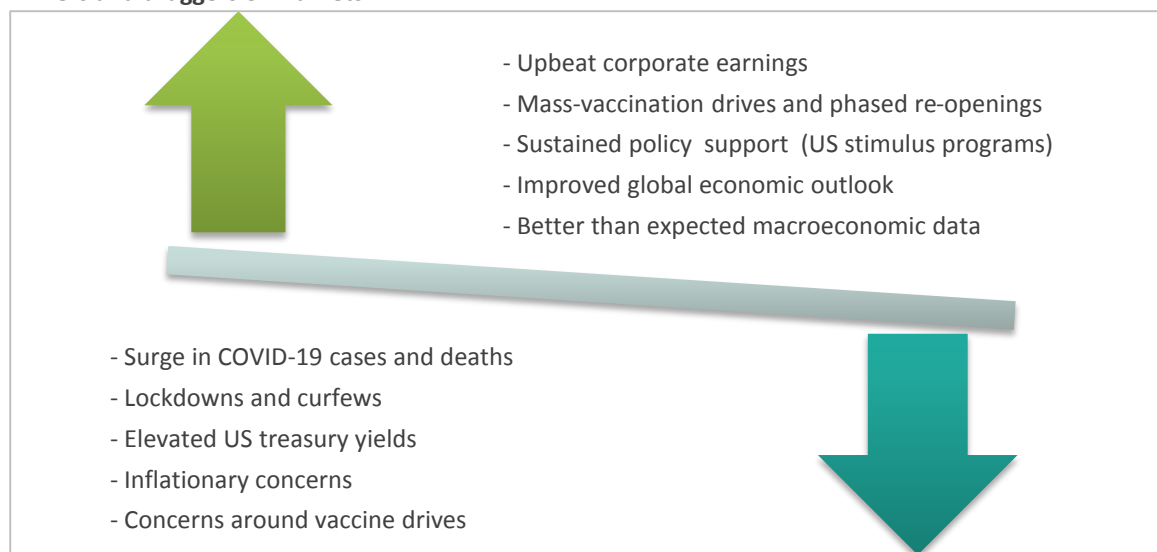 - Upbeat corporate earnings
- Mass-vaccination drives and phased re-openings
- Sustained policy support (US stimulus programs)
- Improved global economic outlook
- Better than expected macroeconomic data
- Surge in COVID-19 cases and deaths
- Lockdowns and curfews
- Elevated US treasury yields
- Inflationary concerns
- Concerns around vaccine drives